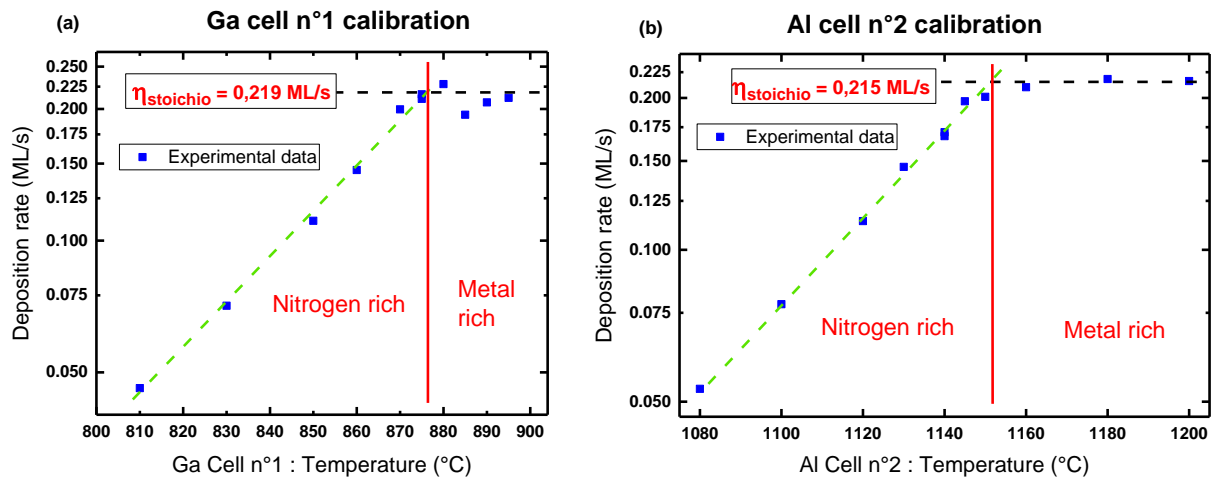 (a)
Ga cell n°1 calibration
0.250
0.225
0.200
0.175
0.150
0.125
0.100
0.075
0.050
Deposition rate (ML/s)
ηstoichio = 0,219 ML/s
Experimental data
Nitrogen rich
Metal
rich
800 810 820 830 840 850 860 870 880 890 900
Ga Cell n°1 : Temperature (°C)
(b)
Al cell n°2 calibration
0.225
0.200
0.175
0.150
0.100
0.075
0.050
Deposition rate (ML/s)
ηstoichio = 0,215 ML/s
Experimental data
Nitrogen rich
Metal rich
1080 1100 1120 1140 1160 1180 1200
Al Cell n°2 : Temperature (°C)